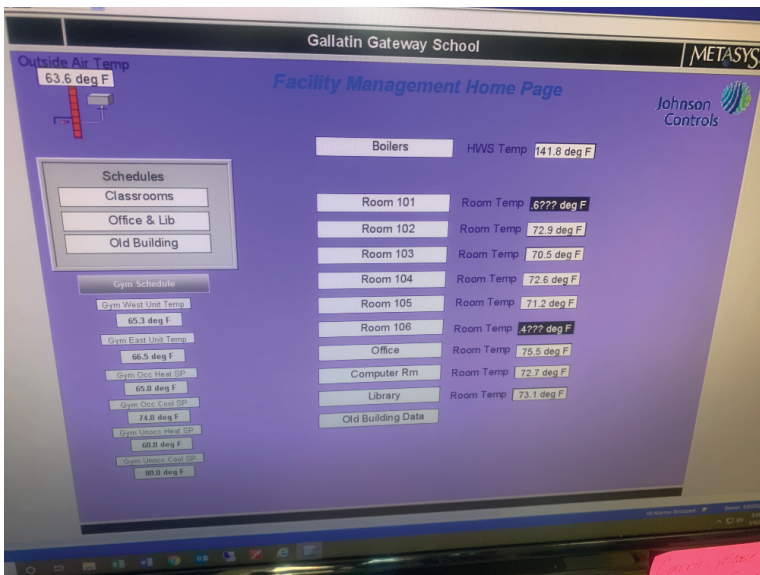 Gallatin Gateway School
METASYS
Outside Air Temp
63.6 deg F
Facility Management Home Page
Johnson
Controls
Boilers HWS Temp 141.8 deg F
Schedules
Classrooms
Office & Lib
Old Building
Gym Schedule
Gym West Unit Temp
65.3 deg F
Gym East Unit Temp
66.5 deg F
Gym Occ Heat SP
65.0 deg F
Gym Occ Cool SP
74.0 deg F
Gym Unocc Heat SP
60.0 deg F
Gym Unocc Cool SP
80.0 deg F
Room 101 Room Temp .6??? deg F
Room 102 Room Temp 72.9 deg F
Room 103 Room Temp 70.5 deg F
Room 104 Room Temp 72.6 deg F
Room 105 Room Temp 71.2 deg F
Room 106 Room Temp .4??? deg F
Office Room Temp 75.5 deg F
Computer Rm Room Temp 72.7 deg F
Library Room Temp 73.1 deg F
Old Building Data